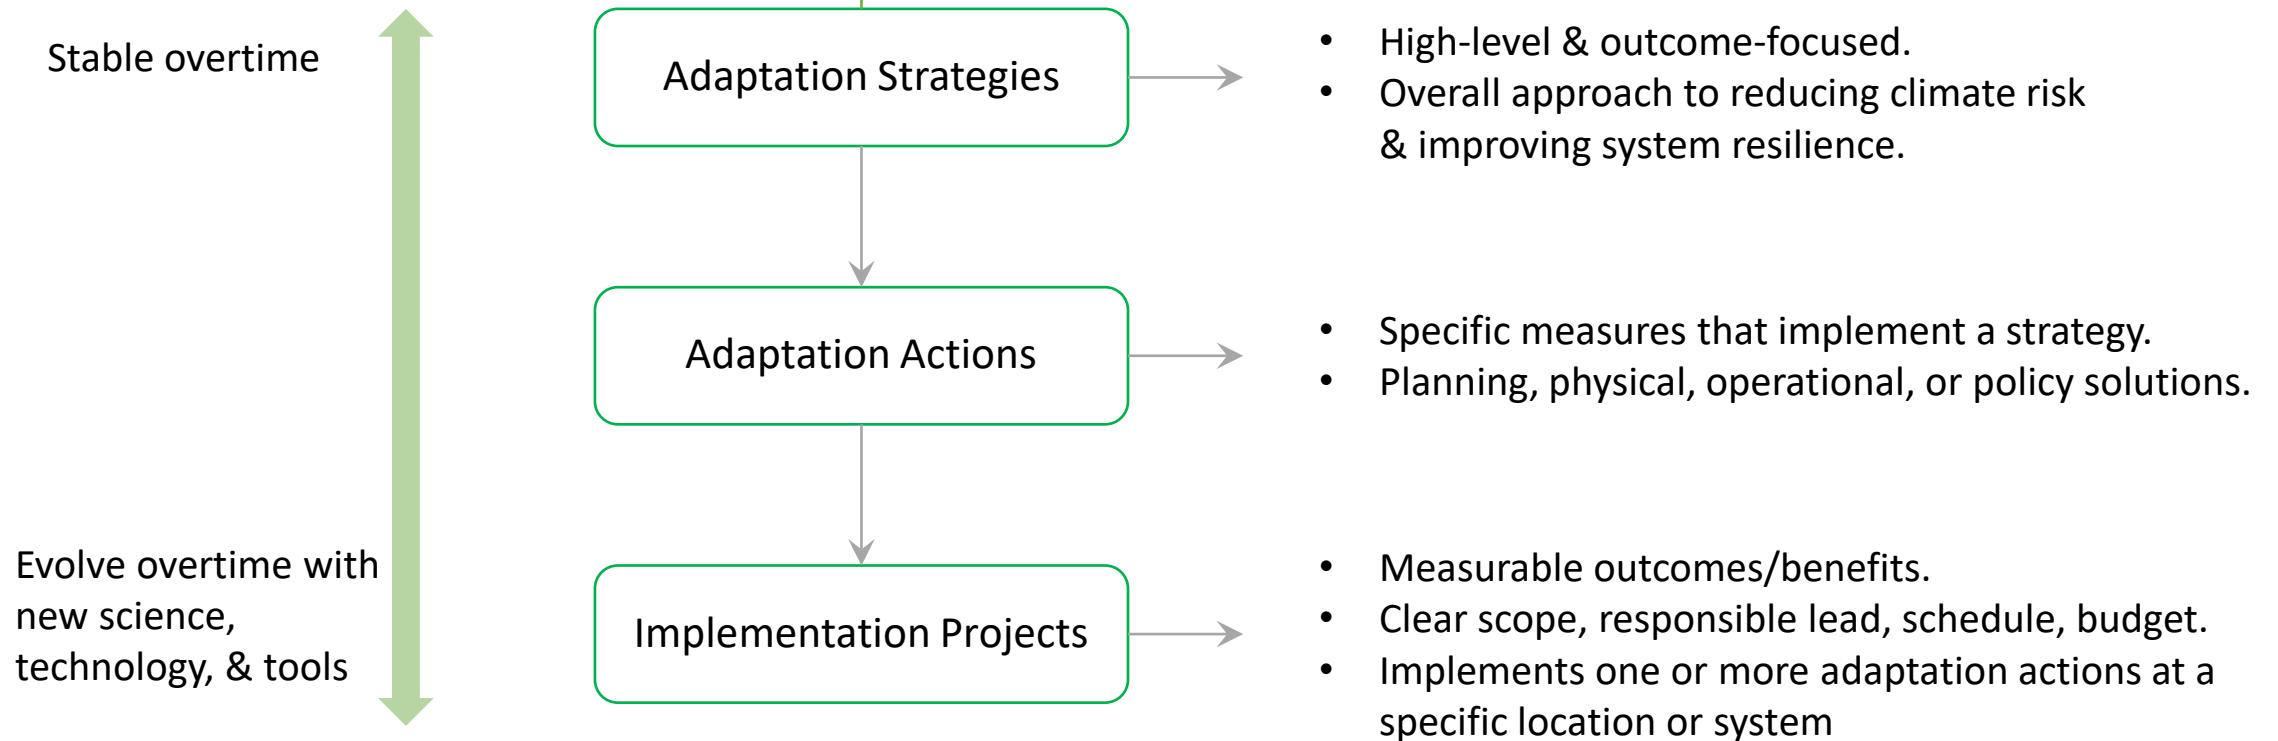 Stable overtime
Adaptation Strategies
• High-level & outcome-focused.
• Overall approach to reducing climate risk
& improving system resilience.
Adaptation Actions
• Specific measures that implement a strategy.
• Planning, physical, operational, or policy solutions.
Evolve overtime with
new science,
technology, & tools
Implementation Projects
• Measurable outcomes/benefits.
• Clear scope, responsible lead, schedule, budget.
• Implements one or more adaptation actions at a
specific location or system